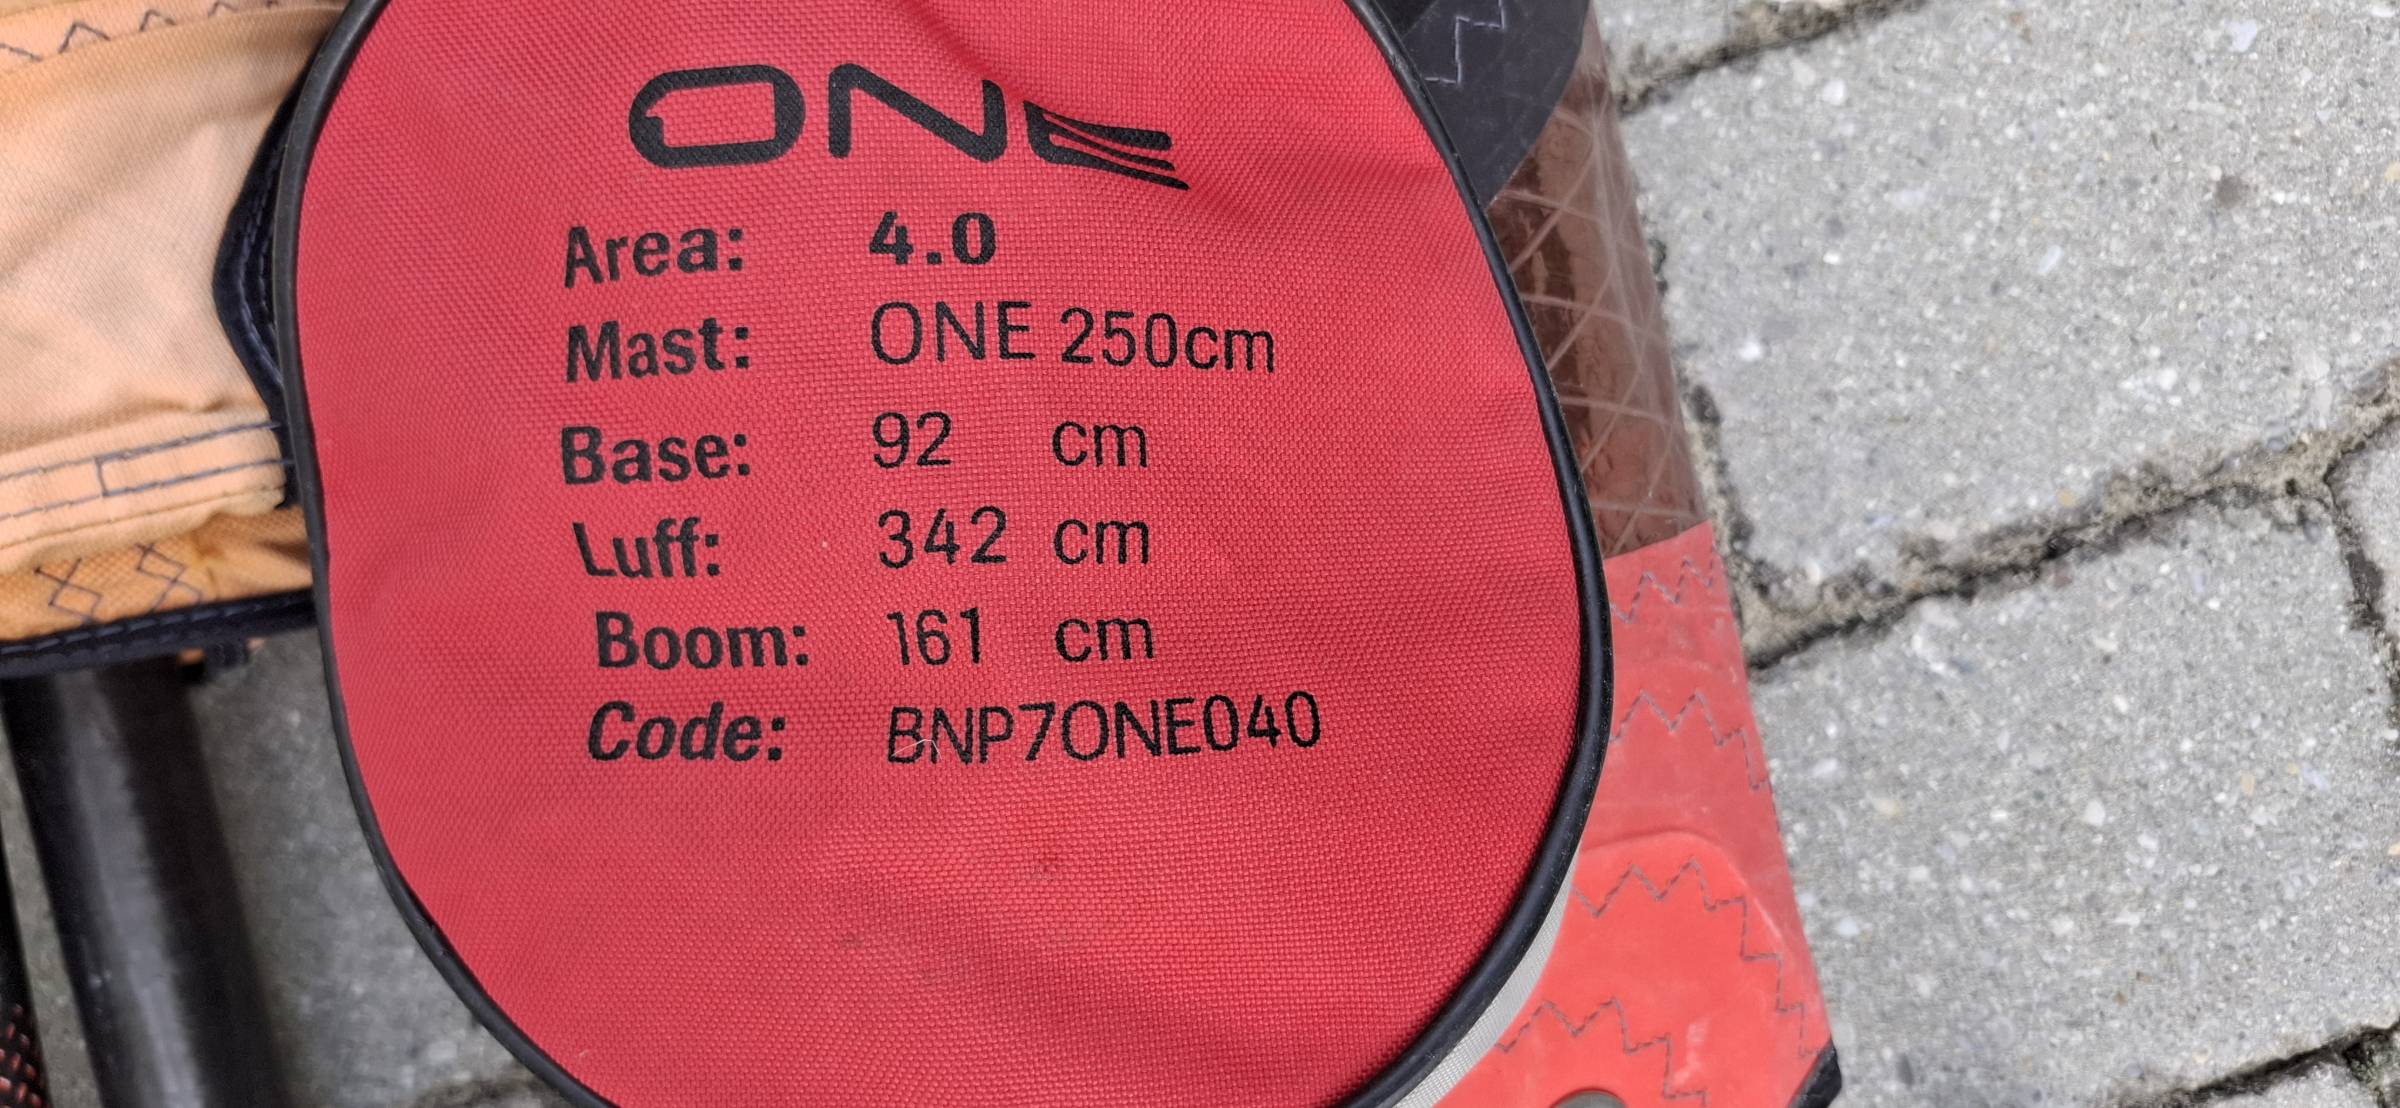 ONE
Area: 4.0
Mast: ONE 250cm
Base: 92 cm
Luff: 342 cm
Boom: 161 cm
Code: BNP7ONE040